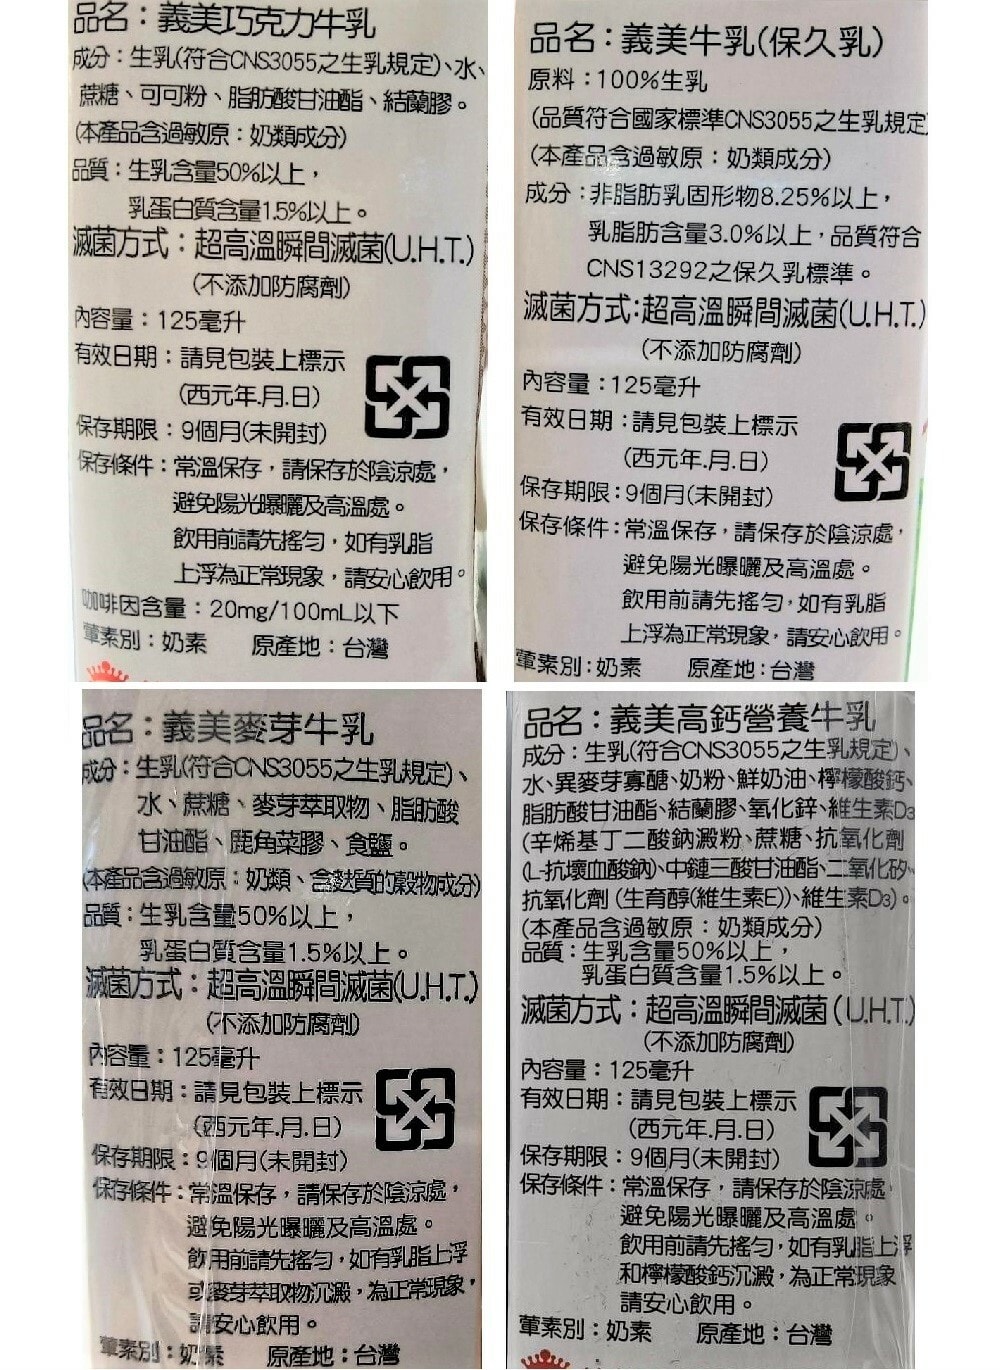 品名：義美巧克力牛乳
成分：生乳(符合CNS3055之生乳規定)、水、
蔗糖、可可粉、脂肪酸甘油酯、結蘭膠。
(本產品含過敏原：奶類成分)
品質：生乳含量50%以上，
乳蛋白質含量1.5%以上。
滅菌方式：超高溫瞬間滅菌(U.H.T.)
(不添加防腐劑)
內容量：125毫升
有效日期：請見包裝上標示
(西元年.月.日)
保存期限：9個月(未開封)
保存條件：常溫保存，請保存於陰涼處，
避免陽光曝曬及高溫處。
飲用前請先搖勻，如有乳脂
上浮為正常現象，請安心飲用。
咖啡因含量：20mg/100mL以下
葷素別：奶素 原產地：台灣
品名：義美牛乳(保久乳)
原料：100%生乳
(品質符合國家標準CNS3055之生乳規定)
(本產品含過敏原：奶類成分)
成分：非脂肪乳固形物8.25%以上，
乳脂肪含量3.0%以上，品質符合
CNS13292之保久乳標準。
滅菌方式:超高溫瞬間滅菌(U.H.T.)
(不添加防腐劑)
內容量：125毫升
有效日期：請見包裝上標示
(西元年.月.日)
保存期限：9個月(未開封)
保存條件：常溫保存，請保存於陰涼處，
避免陽光曝曬及高溫處。
飲用前請先搖勻，如有乳脂
上浮為正常現象，請安心飲用。
葷素別：奶素 原產地：台灣
品名：義美麥芽牛乳
成分：生乳(符合CNS3055之生乳規定)、
水、蔗糖、麥芽萃取物、脂肪酸
甘油酯、鹿角菜膠、食鹽。
(本產品含過敏原：奶類、含麩質的穀物成分)
品質：生乳含量50%以上，
乳蛋白質含量1.5%以上。
滅菌方式：超高溫瞬間滅菌(U.H.T.)
(不添加防腐劑)
內容量：125毫升
有效日期：請見包裝上標示
(西元年.月.日)
保存期限：9個月(未開封)
保存條件：常溫保存，請保存於陰涼處，
避免陽光曝曬及高溫處。
飲用前請先搖勻，如有乳脂上浮
或麥芽萃取物沉澱，為正常現象，
請安心飲用。
葷素別：奶素 原產地：台灣
品名：義美高鈣營養牛乳
成分：生乳(符合CNS3055之生乳規定)、
水、異麥芽寡醣、奶粉、鮮奶油、檸檬酸鈣、
脂肪酸甘油酯、結蘭膠、氧化鋅、維生素D3
(辛烯基丁二酸鈉澱粉、蔗糖、抗氧化劑
(L-抗壞血酸鈉)、中鏈三酸甘油酯、二氧化矽、
抗氧化劑 (生育醇(維生素E))、維生素D3)。
(本產品含過敏原：奶類成分)
品質：生乳含量50%以上，
乳蛋白質含量1.5%以上。
滅菌方式：超高溫瞬間滅菌 (U.H.T.)
(不添加防腐劑)
內容量：125毫升
有效日期：請見包裝上標示
(西元年.月.日)
保存期限：9個月(未開封)
保存條件：常溫保存，請保存於陰涼處，
避免陽光曝曬及高溫處。
飲用前請先搖勻，如有乳脂上浮
和檸檬酸鈣沉澱，為正常現象
請安心飲用。
葷素別：奶素 原產地：台灣